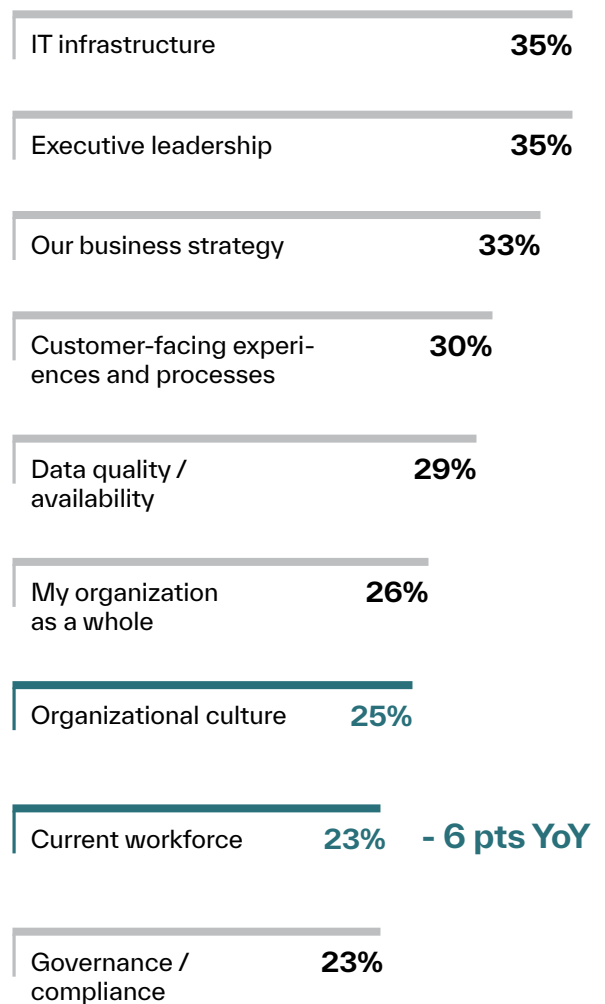 IT infrastructure 35%
Executive leadership 35%
Our business strategy 33%
Customer-facing experi- 30%
ences and processes
Data quality / 29%
availability
My organization 26%
as a whole
Organizational culture 25%
Current workforce 23% - 6 pts YoY
Governance / 23%
compliance